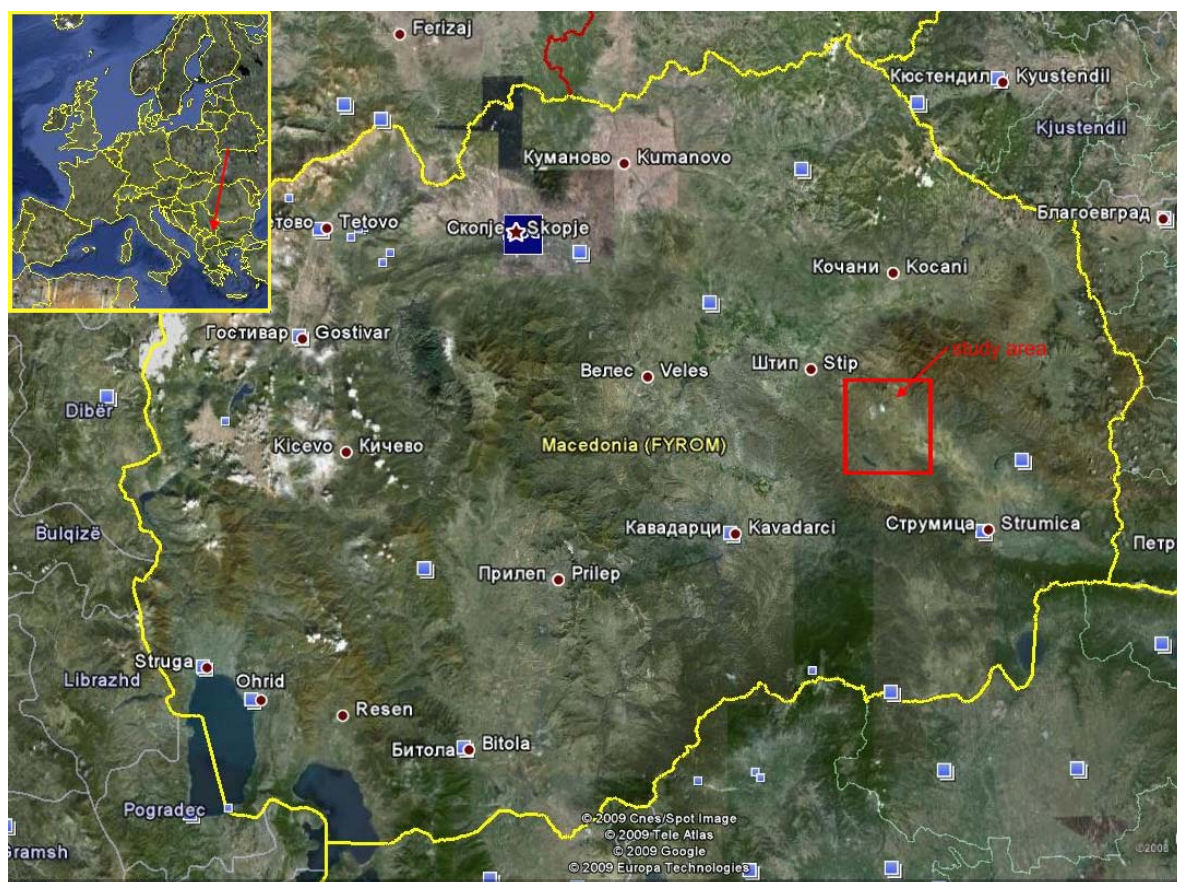 Ferizaj
Кюстендил Kyustendil
Kjustendil
Куманово Kumanovo
Благоевград
етово Tetovo
Скопје Skopje
Кочани Kocani
Гостивар Gostivar
study area
Штип Stip
Велес Veles
Dibër
Kicevo Кичево
Macedonia (FYROM)
Bulqizë
Кавадарци Kavadarci
Струмица Strumica
Петр
Прилеп Prilep
Struga
Librazhd
Ohrid
Resen
Битола Bitola
Pogradec
© 2009 Cnes/Spot Image
© 2009 Tele Atlas
© 2009 Google
© 2009 Europa Technologies
©2008
Gramsh